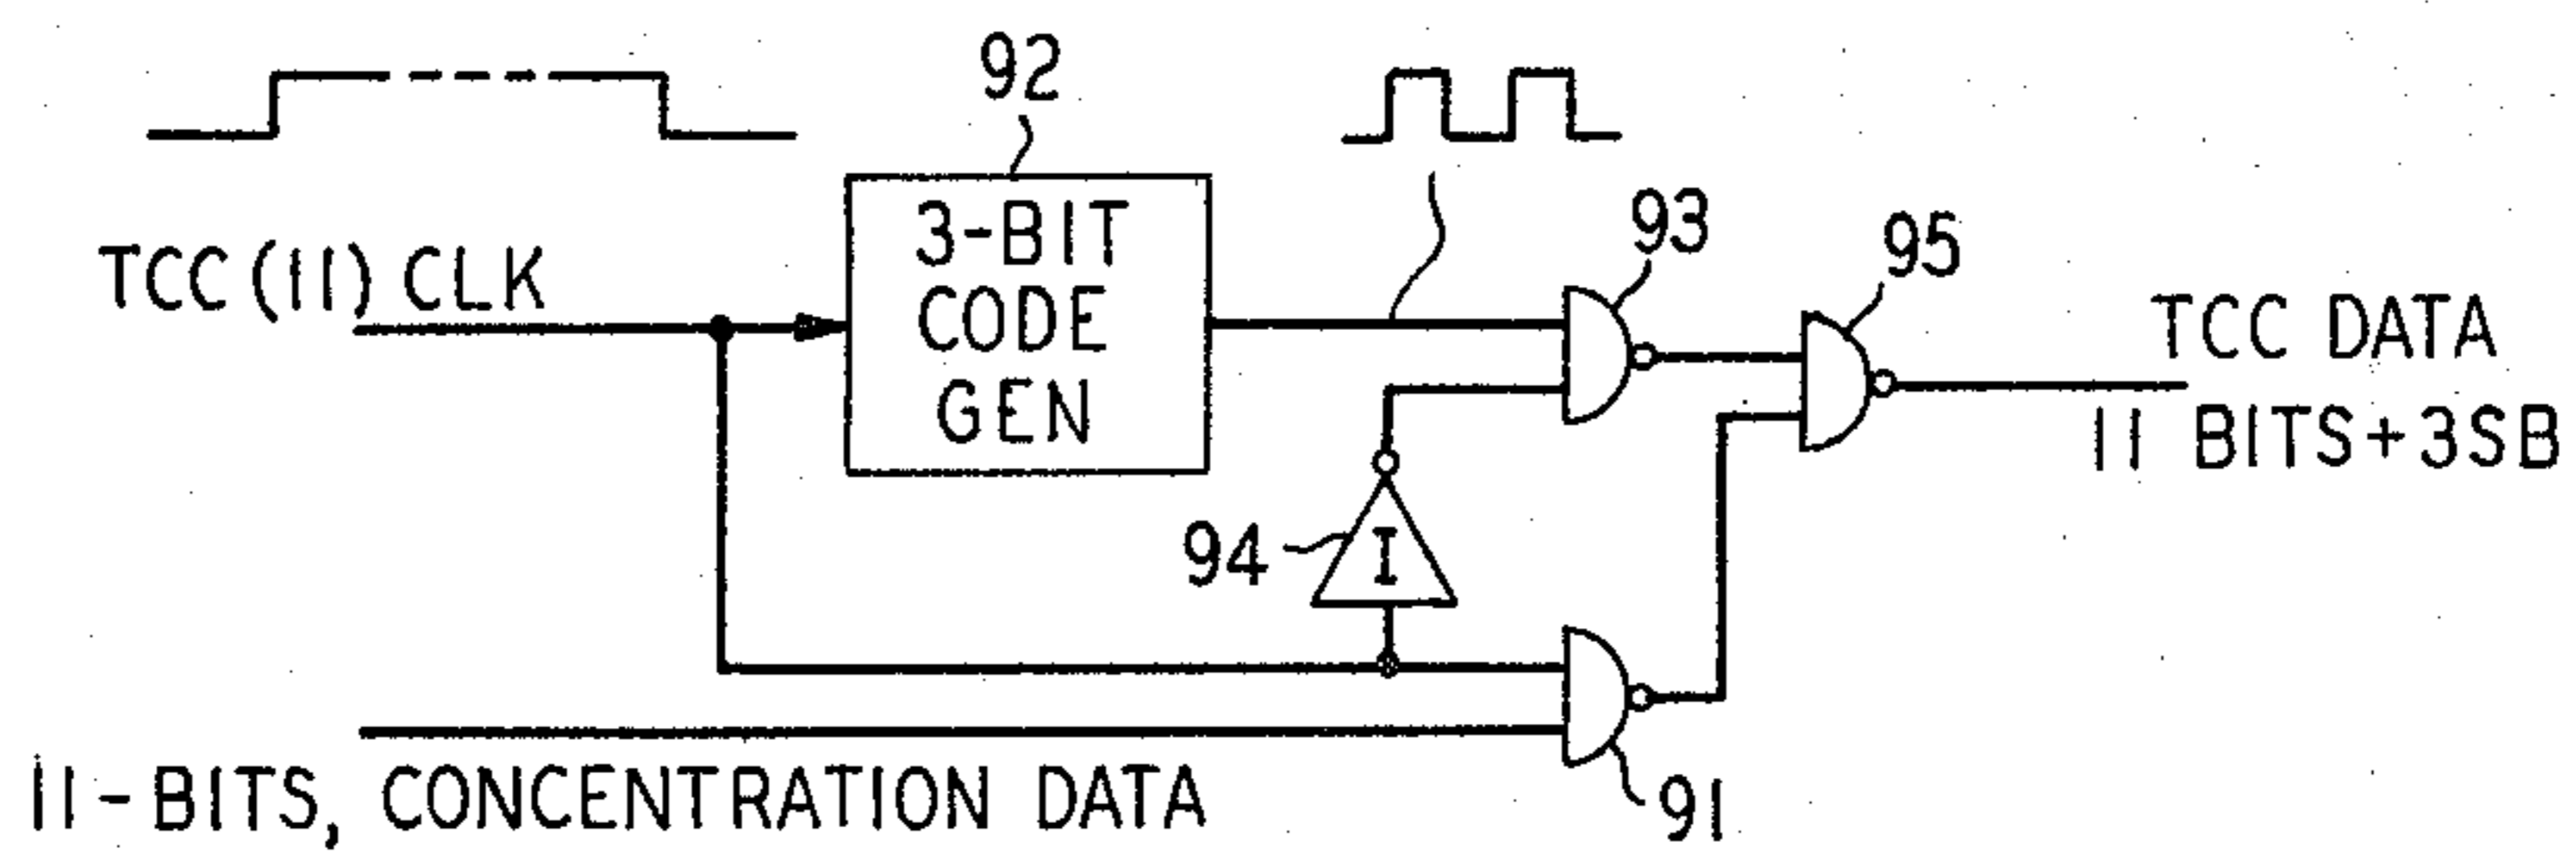 92
3-BIT
CODE
GEN
TCC (11) CLK
93
95
TCC DATA
11 BITS+3SB
94
I
91
11-BITS, CONCENTRATION DATA